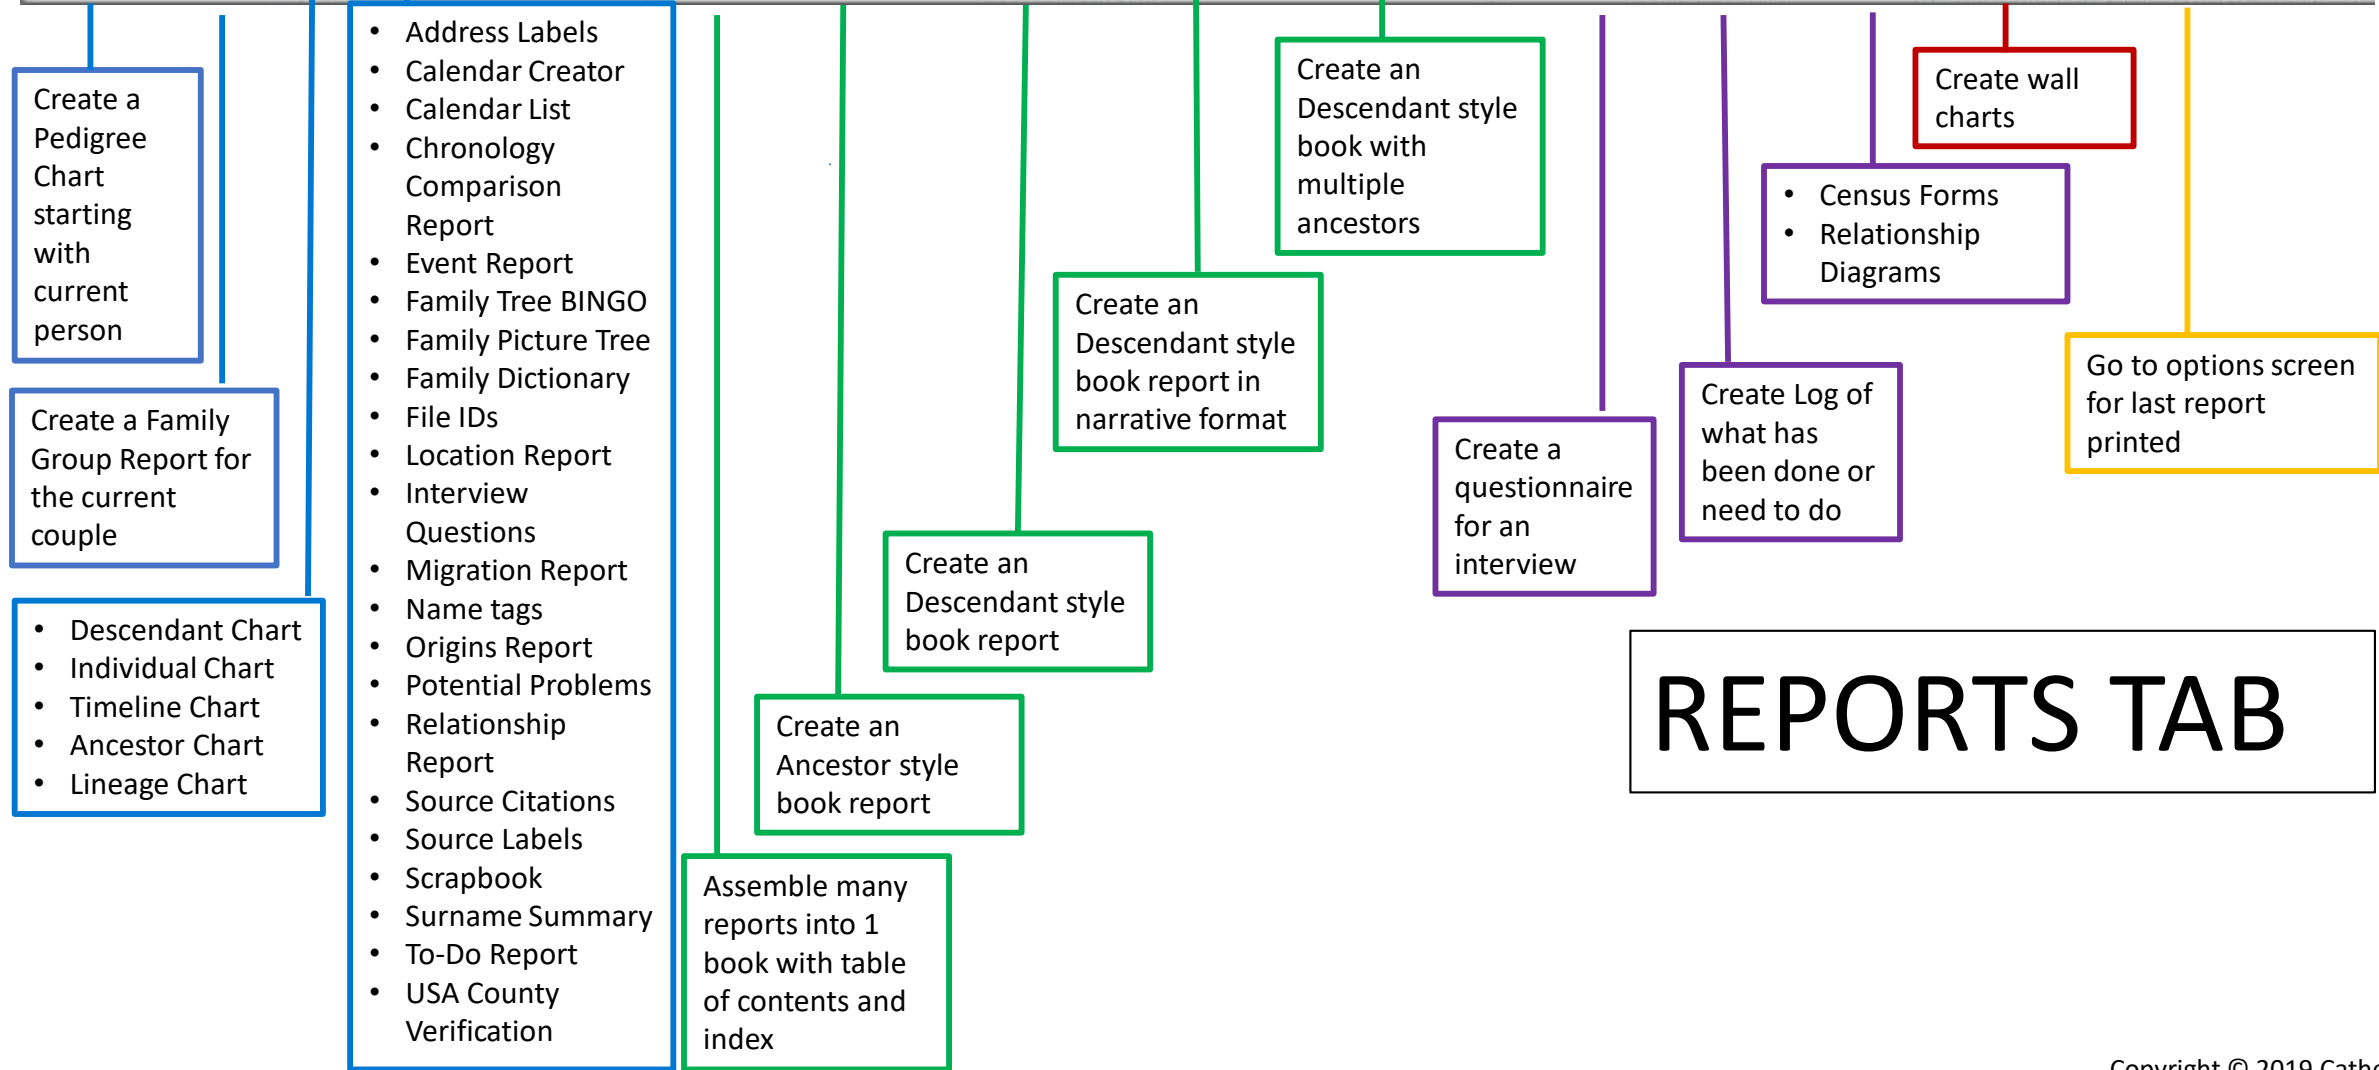 Create a
Pedigree
Chart
starting
with
current
person
Create a Family
Group Report for
the current
couple
• Descendant Chart
• Individual Chart
• Timeline Chart
• Ancestor Chart
• Lineage Chart
• Address Labels
• Calendar Creator
• Calendar List
• Chronology
Comparison
Report
• Event Report
• Family Tree BINGO
• Family Picture Tree
• Family Dictionary
• File IDs
• Location Report
• Interview
Questions
• Migration Report
• Name tags
• Origins Report
• Potential Problems
• Relationship
Report
• Source Citations
• Source Labels
• Scrapbook
• Surname Summary
• To-Do Report
• USA County
Verification
Assemble many
reports into 1
book with table
of contents and
index
Create an
Ancestor style
book report
Create an
Descendant style
book report
Create an
Descendant style
book report in
narrative format
Create an
Descendant style
book with
multiple
ancestors
Create a
questionnaire
for an
interview
Create Log of
what has
been done or
need to do
• Census Forms
• Relationship
Diagrams
Create wall
charts
Go to options screen
for last report
printed
REPORTS TAB
Copyright © 2019